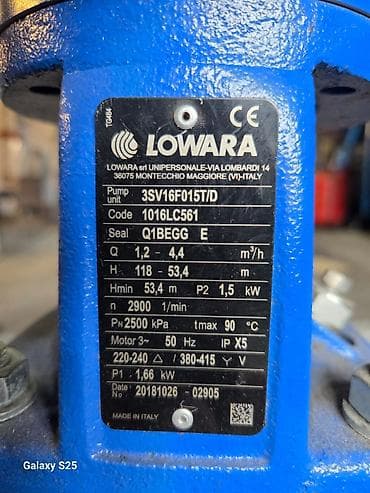 TG464
CE
LOWARA
LOWARA srl UNIPERSONALE-VIA LOMBARDI 14
36075 MONTECCHIO MAGGIORE (VI)-ITALY
Pump unit 3SV16F015T/D
Code 1016LC561
Seal Q1BEGG E
Q 1,2 - 4,4 m³/h
H 118 - 53,4 m
Hmin 53,4 m P2 1,5 kW
n 2900 1/min
PN 2500 kPa tmax 90 °C
Motor 3~ 50 Hz IP X5
220-240 △ / 380-415 Y V
P1 1,66 kW
Date No 20181026 - 02905
MADE IN ITALY
Galaxy S25